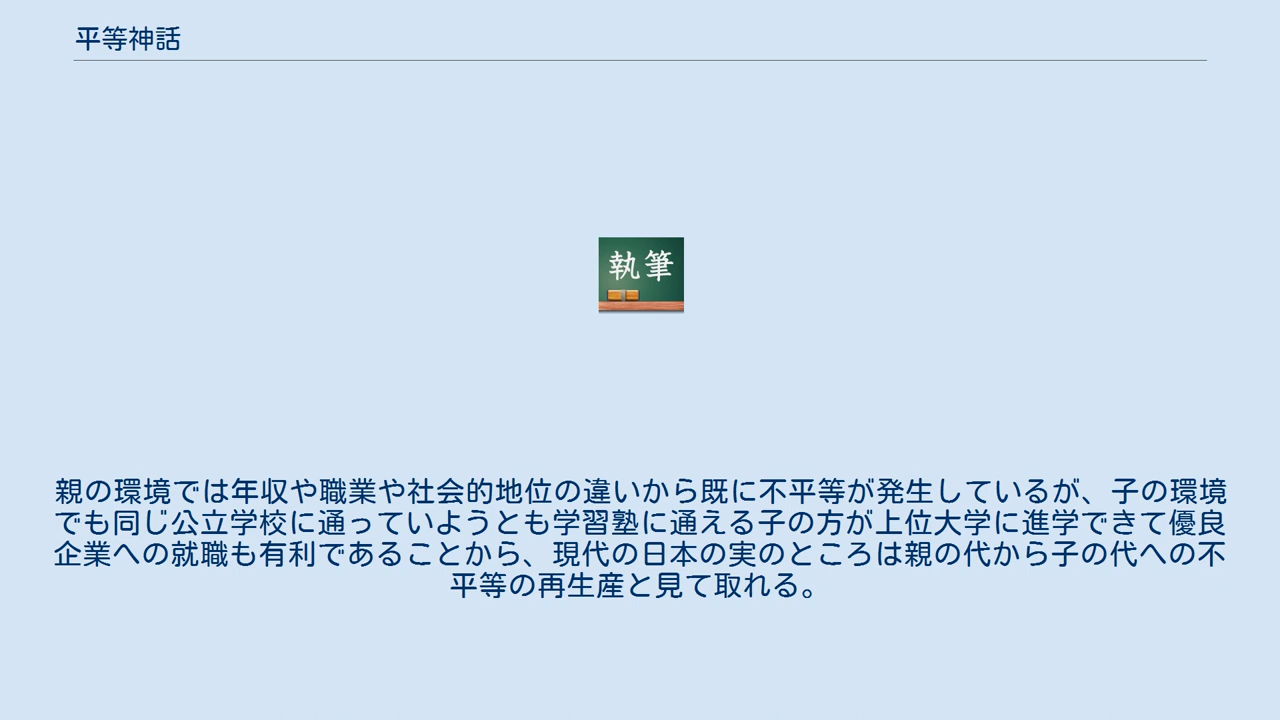 平等神話
執筆
親の環境では年収や職業や社会的地位の違いから既に不平等が発生しているが、子の環境
でも同じ公立学校に通っていようとも学習塾に通える子の方が上位大学に進学できて優良
企業への就職も有利であることから、現代の日本の実のところは親の代から子の代への不
平等の再生産と見て取れる。